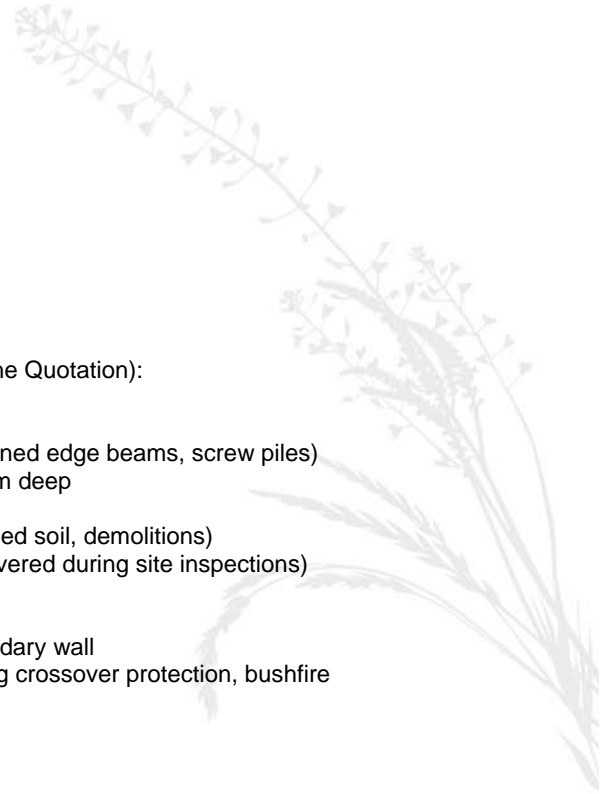 ne Quotation):
ned edge beams, screw piles)
m deep
ed soil, demolitions)
vered during site inspections)
dary wall
g crossover protection, bushfire